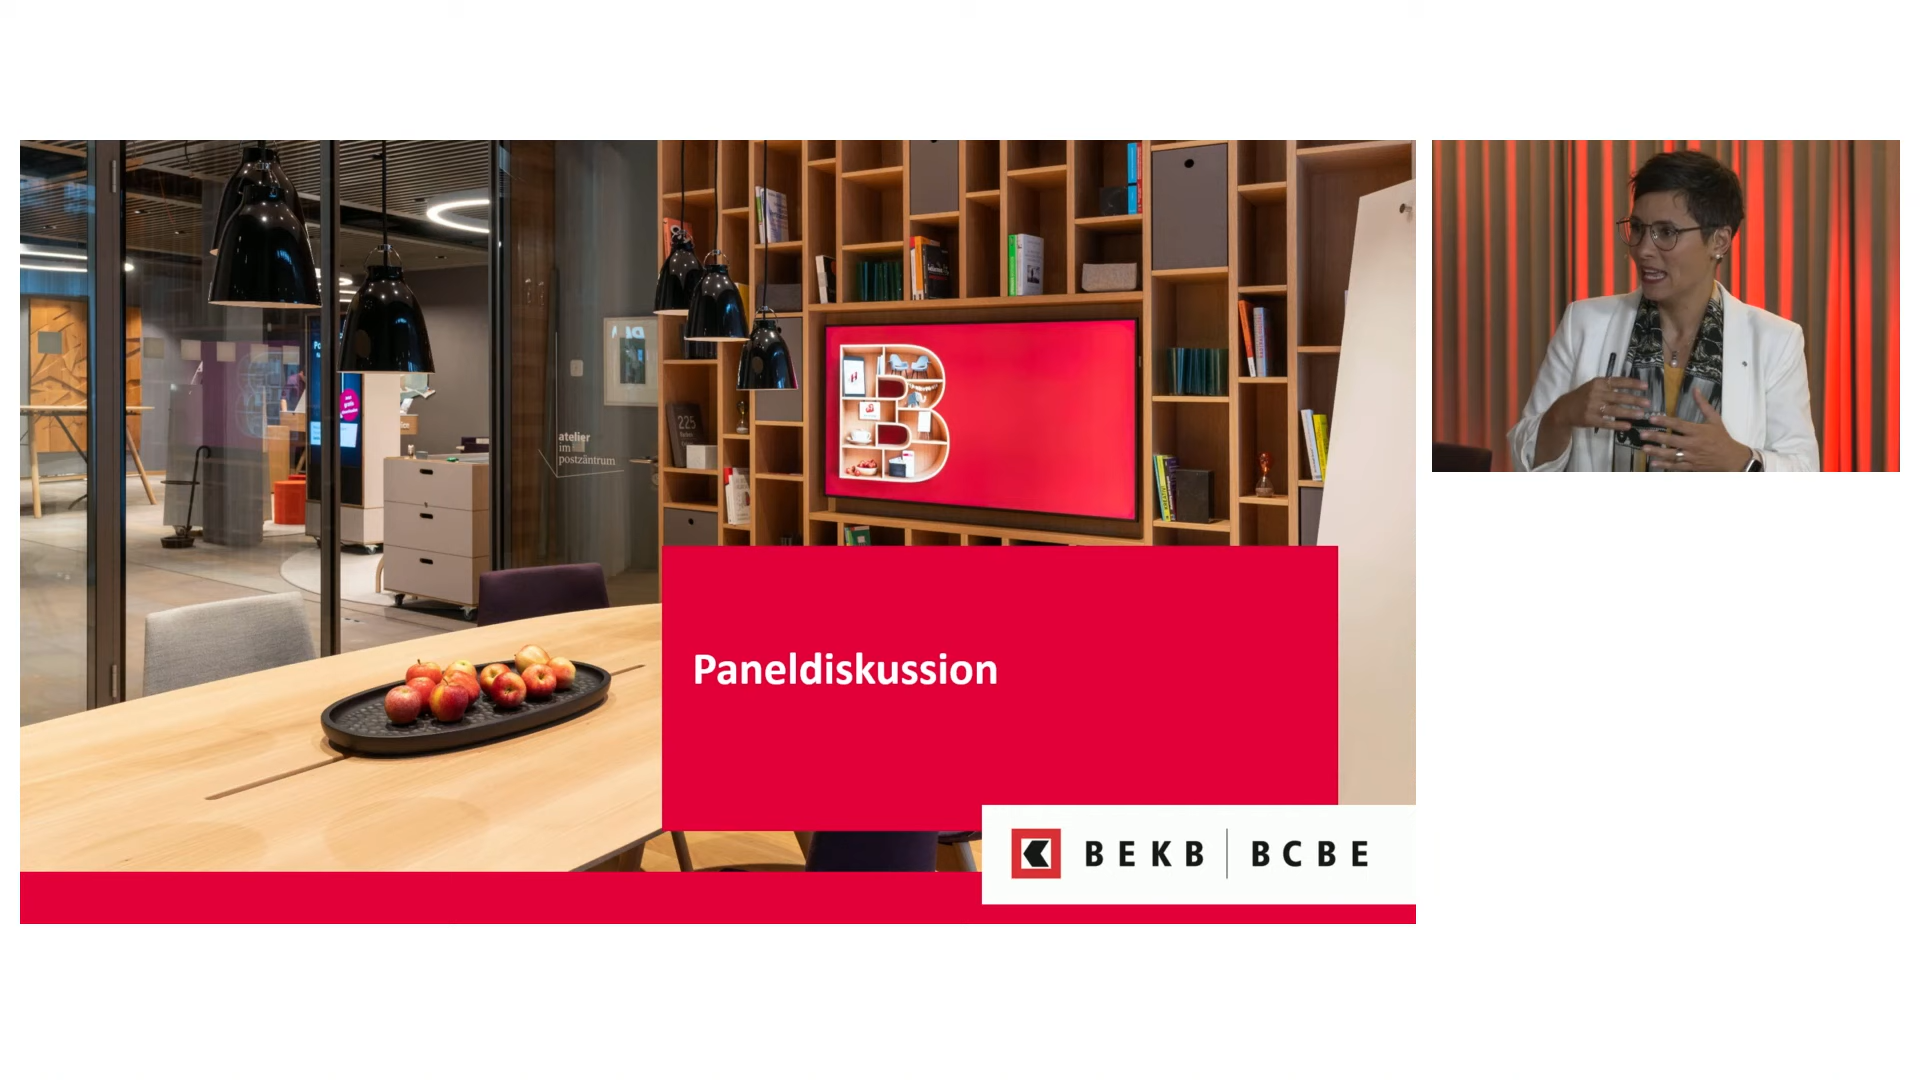 atelier
im
postzäntrum
225
Paneldiskussion
BEKB | BCBE